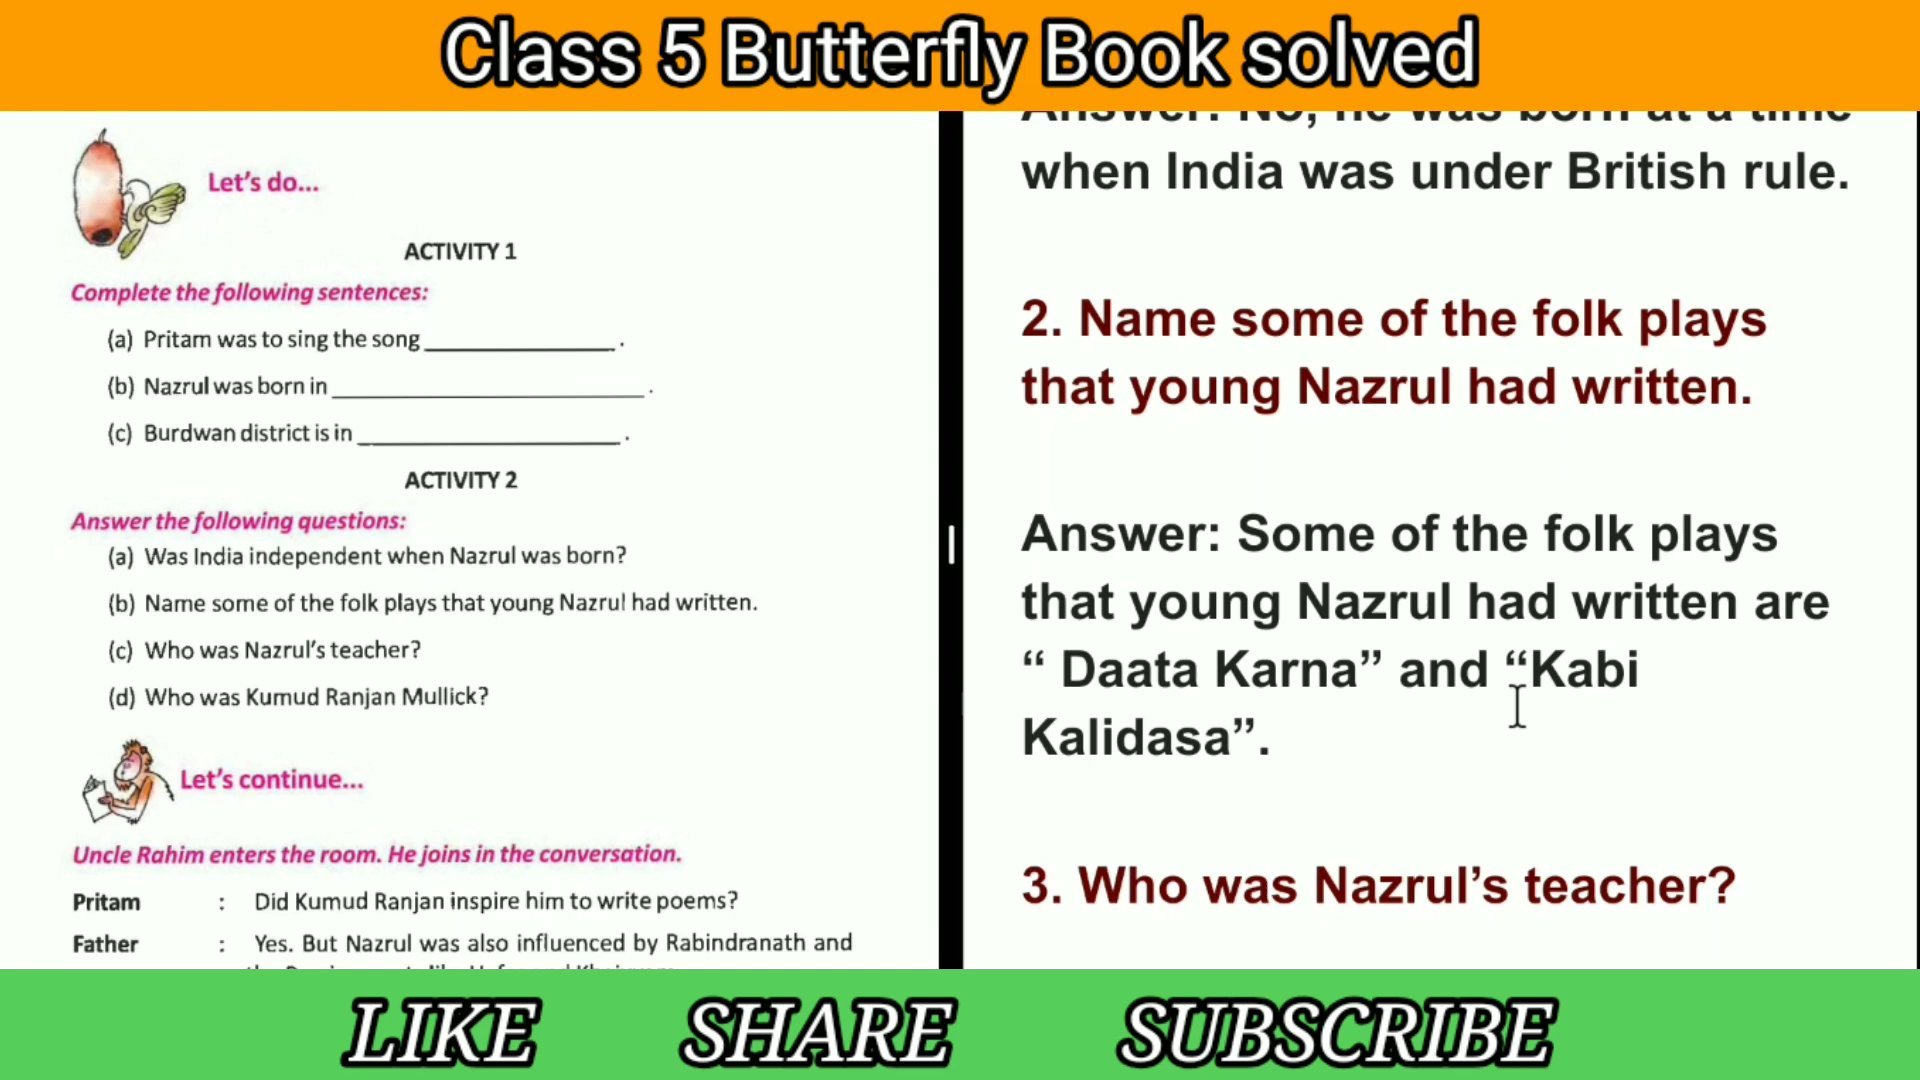 Class 5 Butterfly Book solved
Let's do...
ACTIVITY 1
Complete the following sentences:
(a) Pritam was to sing the song ______________ .
(b) Nazrul was born in ______________________ .
(c) Burdwan district is in ___________________ .
ACTIVITY 2
Answer the following questions:
(a) Was India independent when Nazrul was born?
(b) Name some of the folk plays that young Nazrul had written.
(c) Who was Nazrul's teacher?
(d) Who was Kumud Ranjan Mullick?
Let's continue...
Uncle Rahim enters the room. He joins in the conversation.
Pritam : Did Kumud Ranjan inspire him to write poems?
Father : Yes. But Nazrul was also influenced by Rabindranath and
Answer: No, he was born at a time
when India was under British rule.
2. Name some of the folk plays
that young Nazrul had written.
Answer: Some of the folk plays
that young Nazrul had written are
“ Daata Karna” and “Kabi
Kalidasa”.
3. Who was Nazrul’s teacher?
LIKE SHARE SUBSCRIBE